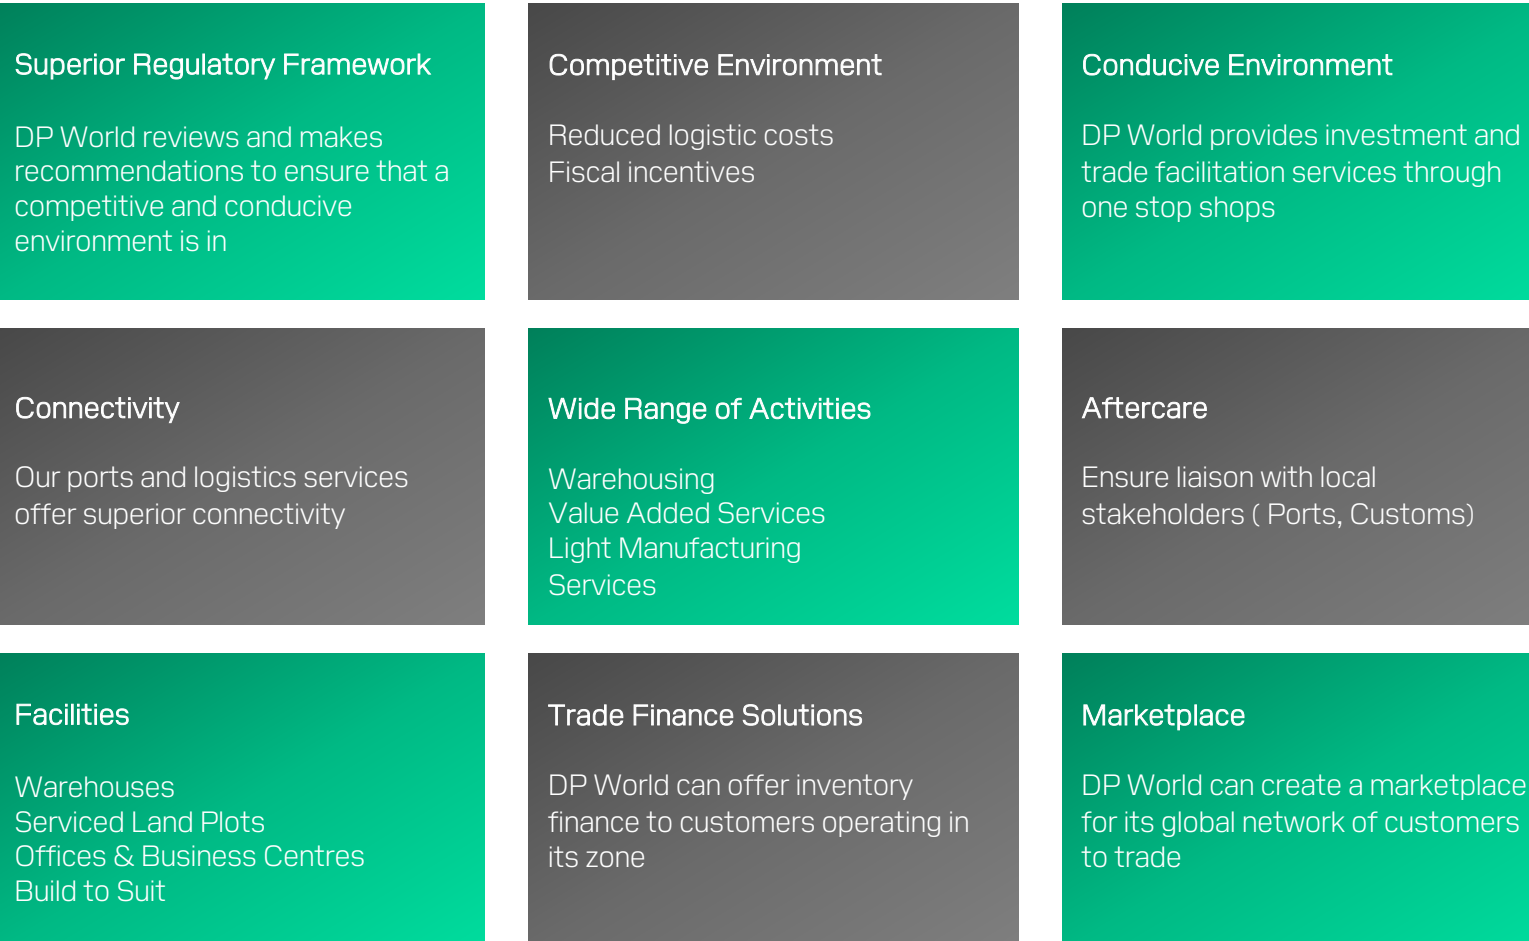 Superior Regulatory Framework
DP World reviews and makes
recommendations to ensure that a
competitive and conducive
environment is in
Competitive Environment
Reduced logistic costs
Fiscal incentives
Conducive Environment
DP World provides investment and
trade facilitation services through
one stop shops
Connectivity
Our ports and logistics services
offer superior connectivity
Wide Range of Activities
Warehousing
Value Added Services
Light Manufacturing
Services
Aftercare
Ensure liaison with local
stakeholders ( Ports, Customs)
Facilities
Warehouses
Serviced Land Plots
Offices & Business Centres
Build to Suit
Trade Finance Solutions
DP World can offer inventory
finance to customers operating in
its zone
Marketplace
DP World can create a marketplace
for its global network of customers
to trade